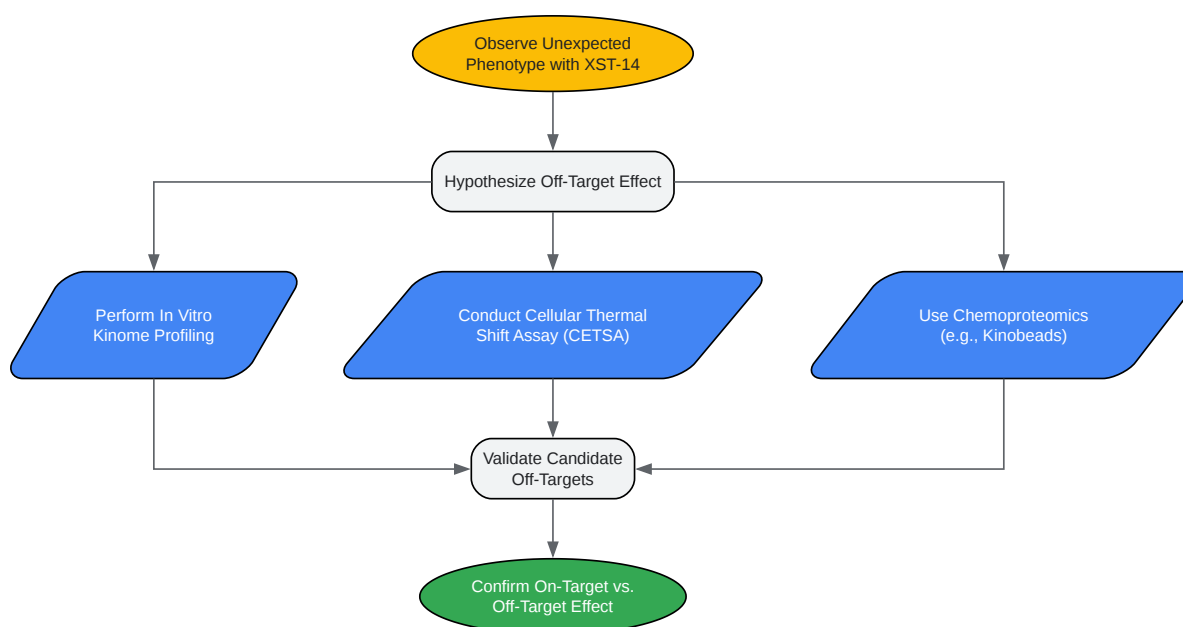 Observe Unexpected
Phenotype with XST-14
Hypothesize Off-Target Effect
Perform In Vitro
Kinome Profiling
Conduct Cellular Thermal
Shift Assay (CETSA)
Use Chemoproteomics
(e.g., Kinobeads)
Validate Candidate
Off-Targets
Confirm On-Target vs.
Off-Target Effect